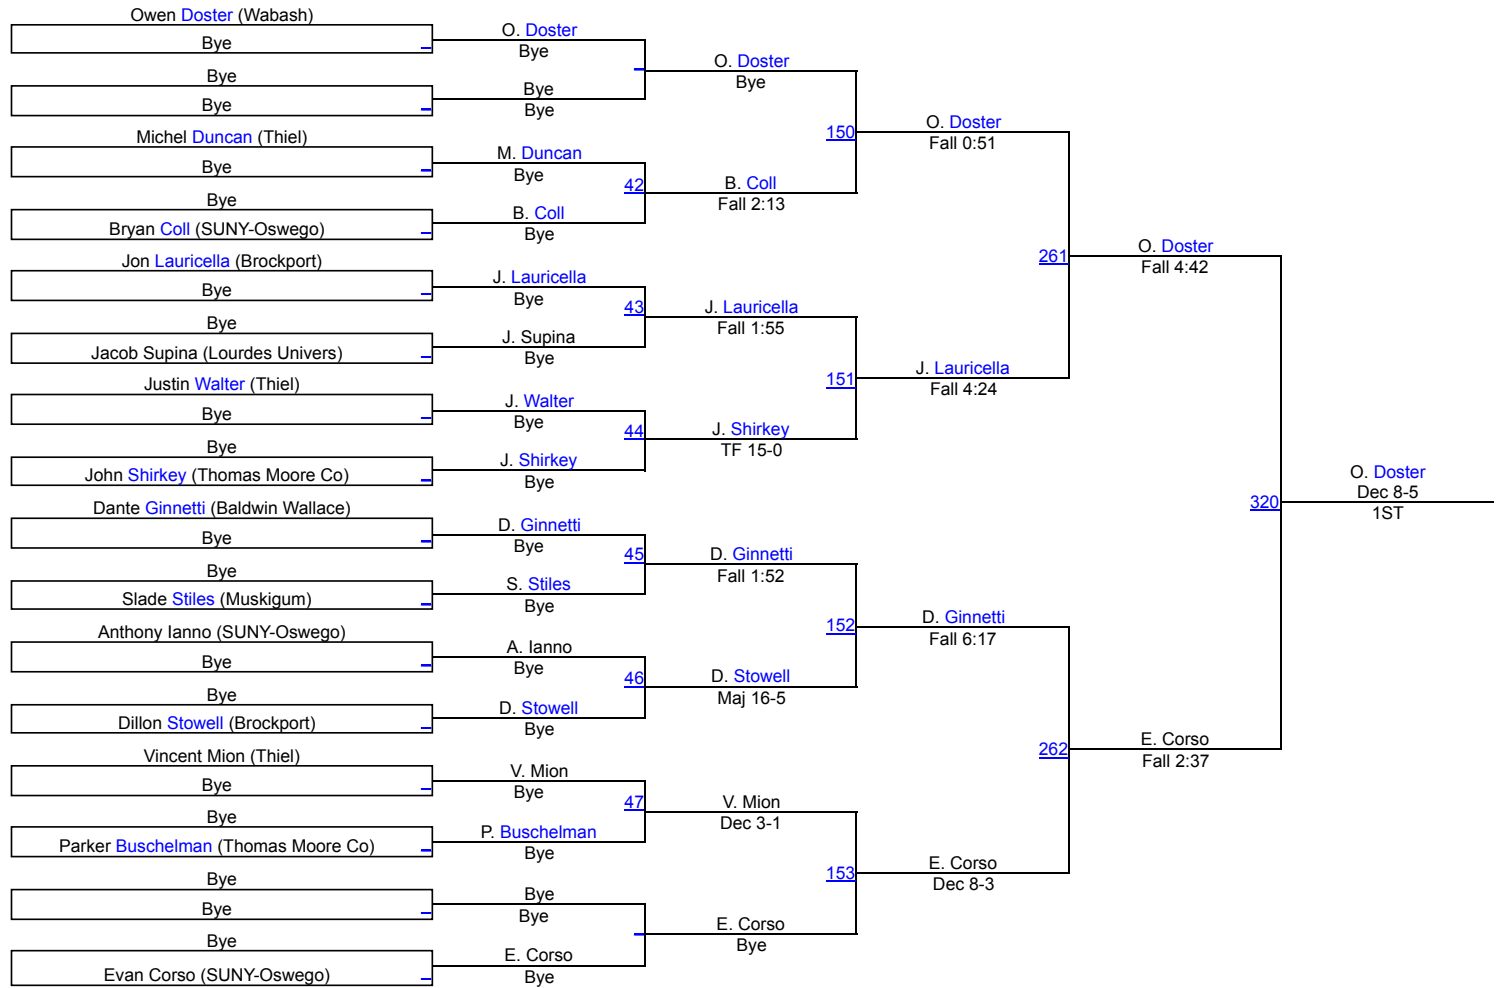 Owen Doster (Wabash)
Bye
Bye
Bye
Michel Duncan (Thiel)
Bye
Bye
Bryan Coll (SUNY-Oswego)
Jon Lauricella (Brockport)
Bye
Bye
Jacob Supina (Lourdes Univers)
Justin Walter (Thiel)
Bye
Bye
John Shirkey (Thomas Moore Co)
Dante Ginnetti (Baldwin Wallace)
Bye
Bye
Slade Stiles (Muskigum)
Anthony Ianno (SUNY-Oswego)
Bye
Bye
Dillon Stowell (Brockport)
Vincent Mion (Thiel)
Bye
Bye
Parker Buschelman (Thomas Moore Co)
Bye
Bye
Bye
Evan Corso (SUNY-Oswego)
O. Doster
Bye
Bye
Bye
M. Duncan
Bye
42
B. Coll
Bye
J. Lauricella
Bye
43
J. Supina
Bye
J. Walter
Bye
44
J. Shirkey
Bye
D. Ginnetti
Bye
45
S. Stiles
Bye
A. Ianno
Bye
46
D. Stowell
Bye
V. Mion
Bye
47
P. Buschelman
Bye
Bye
Bye
E. Corso
Bye
O. Doster
Bye
150
B. Coll
Fall 2:13
J. Lauricella
Fall 1:55
151
J. Shirkey
TF 15-0
D. Ginnetti
Fall 1:52
152
D. Stowell
Maj 16-5
V. Mion
Dec 3-1
153
E. Corso
Bye
O. Doster
Fall 0:51
261
J. Lauricella
Fall 4:24
D. Ginnetti
Fall 6:17
262
E. Corso
Dec 8-3
O. Doster
Fall 4:42
320
E. Corso
Fall 2:37
O. Doster
Dec 8-5
1ST